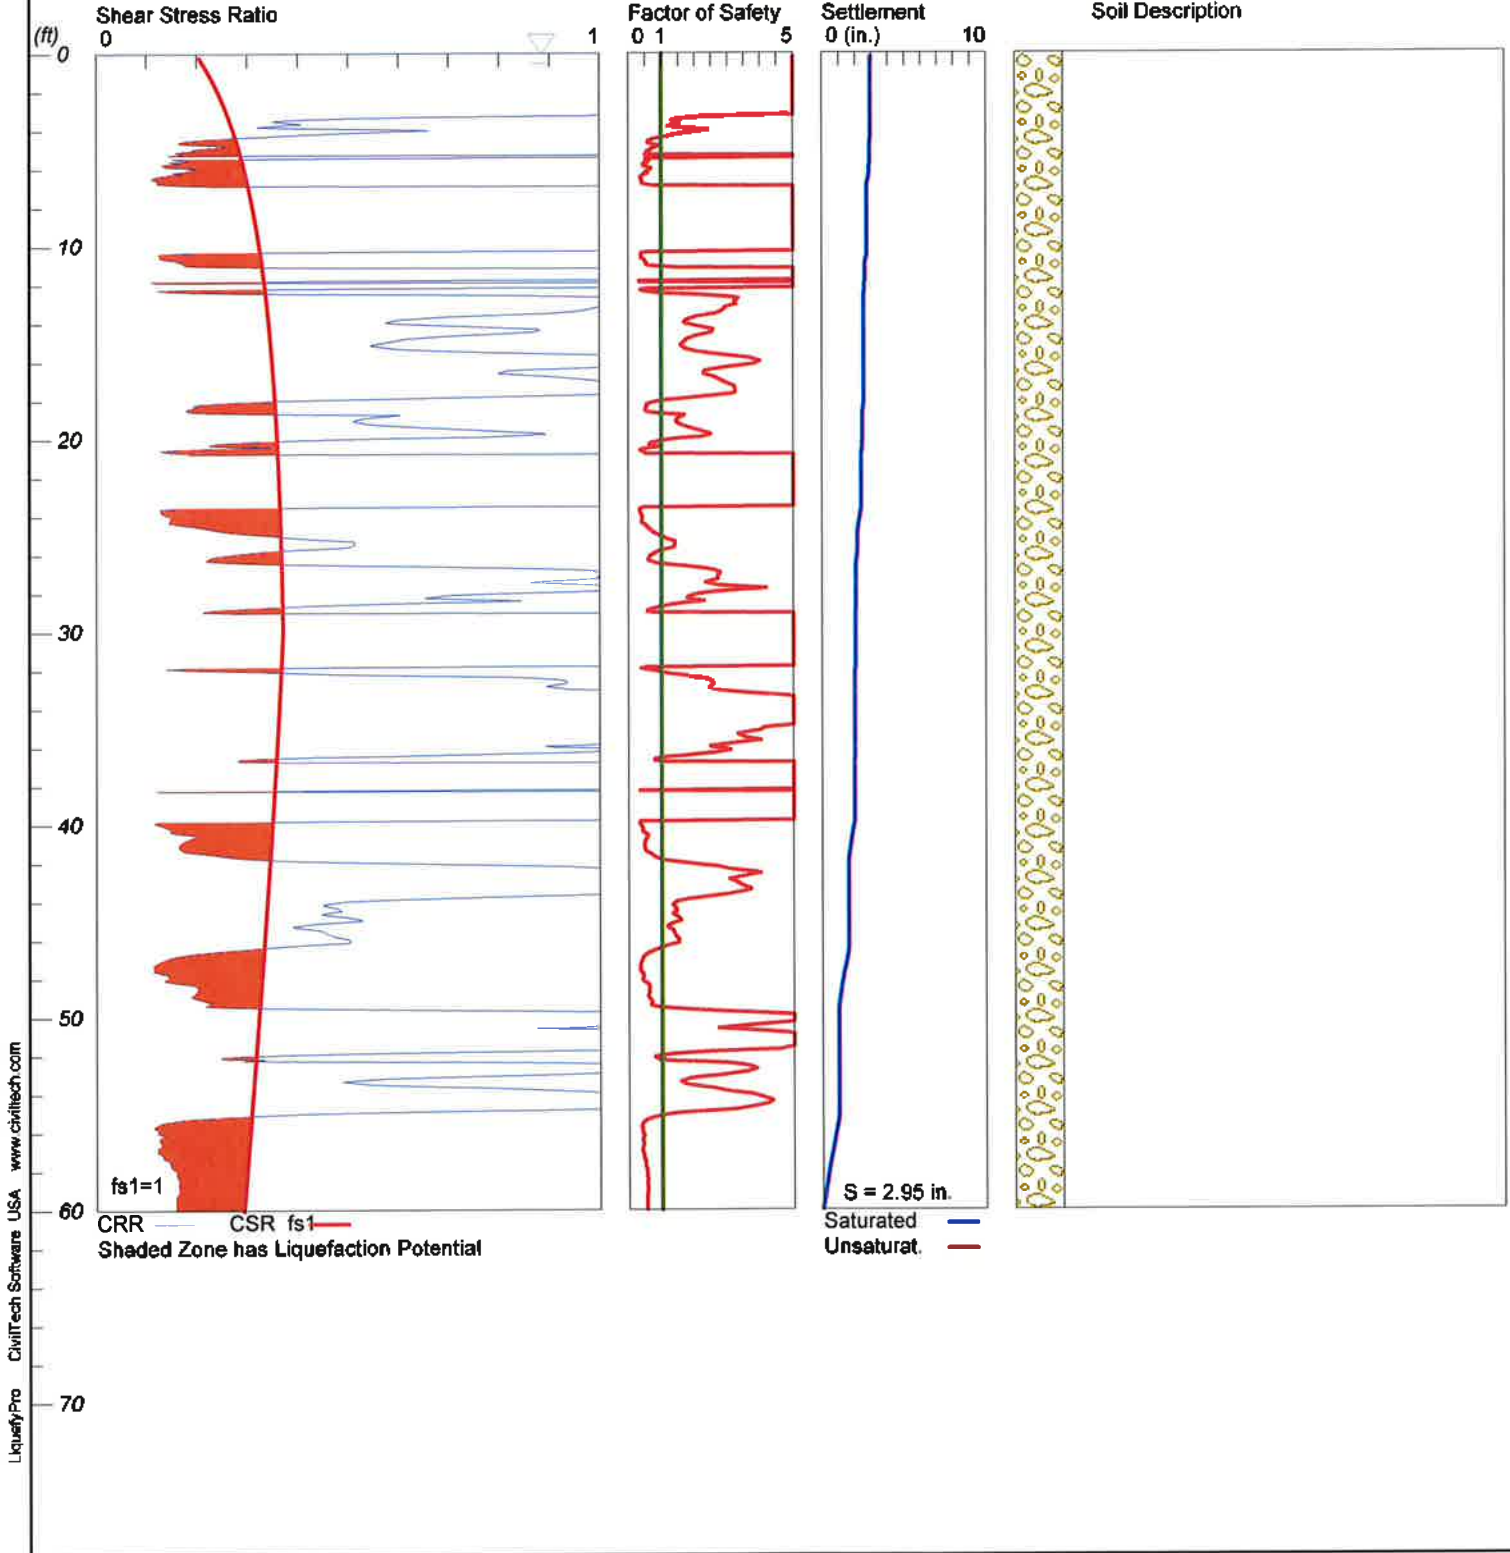 Shear Stress Ratio Factor of Safety Settlement Soil Description
(ft) 0 1 0 1 5 0 (in.) 10
0
10
20
30
40
50
fs1=1 S = 2.95 in.
60
CRR CSR fs1 Saturated
Shaded Zone has Liquefaction Potential Unsaturat.
70
LiquefyPro CivilTech Software USA www.civiltech.com